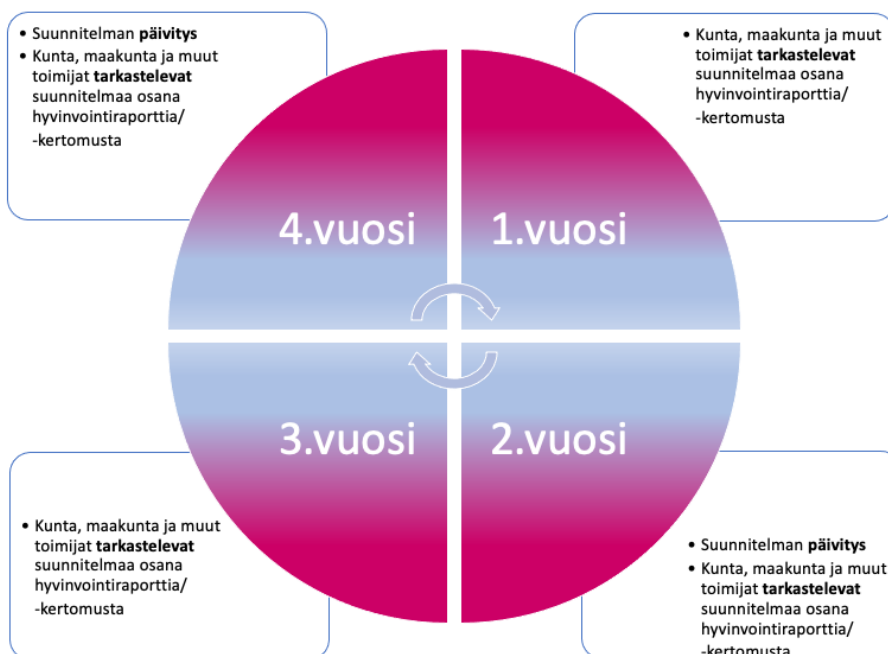 • Suunnitelman päivitys
• Kunta, maakunta ja muut
toimijat tarkastelevat
suunnitelmaa osana
hyvinvointiraporttia/
-kertomusta
• Kunta, maakunta ja muut
toimijat tarkastelevat
suunnitelmaa osana
hyvinvointiraporttia/
-kertomusta
4.vuosi
1.vuosi
3.vuosi
2.vuosi
• Kunta, maakunta ja muut
toimijat tarkastelevat
suunnitelmaa osana
hyvinvointiraporttia/
-kertomusta
• Suunnitelman päivitys
• Kunta, maakunta ja muut
toimijat tarkastelevat
suunnitelmaa osana
hyvinvointiraporttia/
-kertomusta